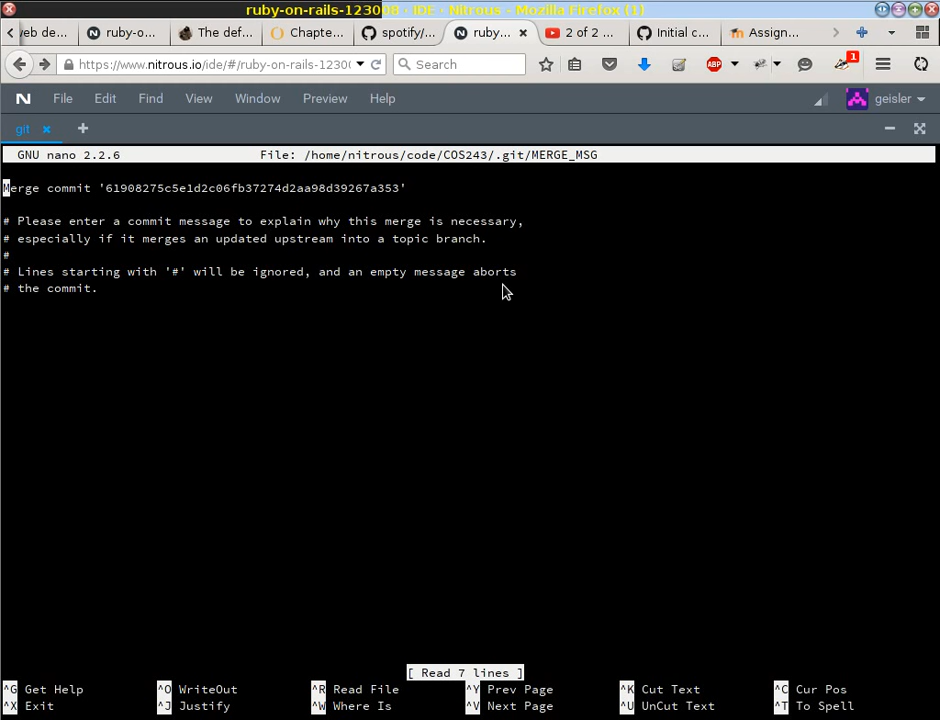 ruby-on-rails-123008 - IDE - Nitrous - Mozilla Firefox (1)
web de...
ruby-o...
The def...
Chapte...
spotify/...
ruby...
2 of 2 ...
Initial c...
Assign...
https://www.nitrous.io/ide/#/ruby-on-rails-1230
Search
ABP
1
N File Edit Find View Window Preview Help
geisler
git
GNU nano 2.2.6 File: /home/nitrous/code/COS243/.git/MERGE_MSG
Merge commit '61908275c5e1d2c06fb37274d2aa98d39267a353'
# Please enter a commit message to explain why this merge is necessary,
# especially if it merges an updated upstream into a topic branch.
#
# Lines starting with '#' will be ignored, and an empty message aborts
# the commit.
[ Read 7 lines ]
^G Get Help ^O WriteOut ^R Read File ^Y Prev Page ^K Cut Text ^C Cur Pos
^X Exit ^J Justify ^W Where Is ^V Next Page ^U UnCut Text ^T To Spell